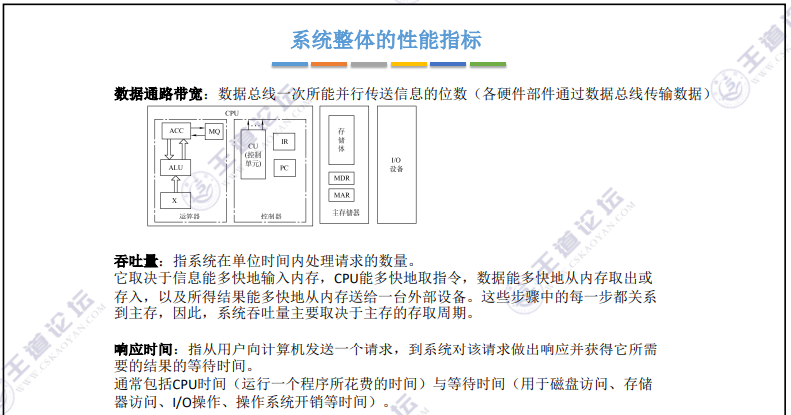 系统整体的性能指标
数据通路带宽：数据总线一次所能并行传送信息的位数（各硬件部件通过数据总线传输数据）
CPU
ACC
MQ
ALU
X
运算器
CU
(控制
单元)
IR
PC
控制器
存
储
体
MDR
MAR
主存储器
I/O
设备
吞吐量：指系统在单位时间内处理请求的数量。
它取决于信息能多快地输入内存，CPU能多快地取指令，数据能多快地从内存取出或
存入，以及所得结果能多快地从内存送给一台外部设备。这些步骤中的每一步都关系
到主存，因此，系统吞吐量主要取决于主存的存取周期。
响应时间：指从用户向计算机发送一个请求，到系统对该请求做出响应并获得它所需
要的结果的等待时间。
通常包括CPU时间（运行一个程序所花费的时间）与等待时间（用于磁盘访问、存储
器访问、I/O操作、操作系统开销等时间）。
王道论坛
WWW.CSKAOYAN.COM